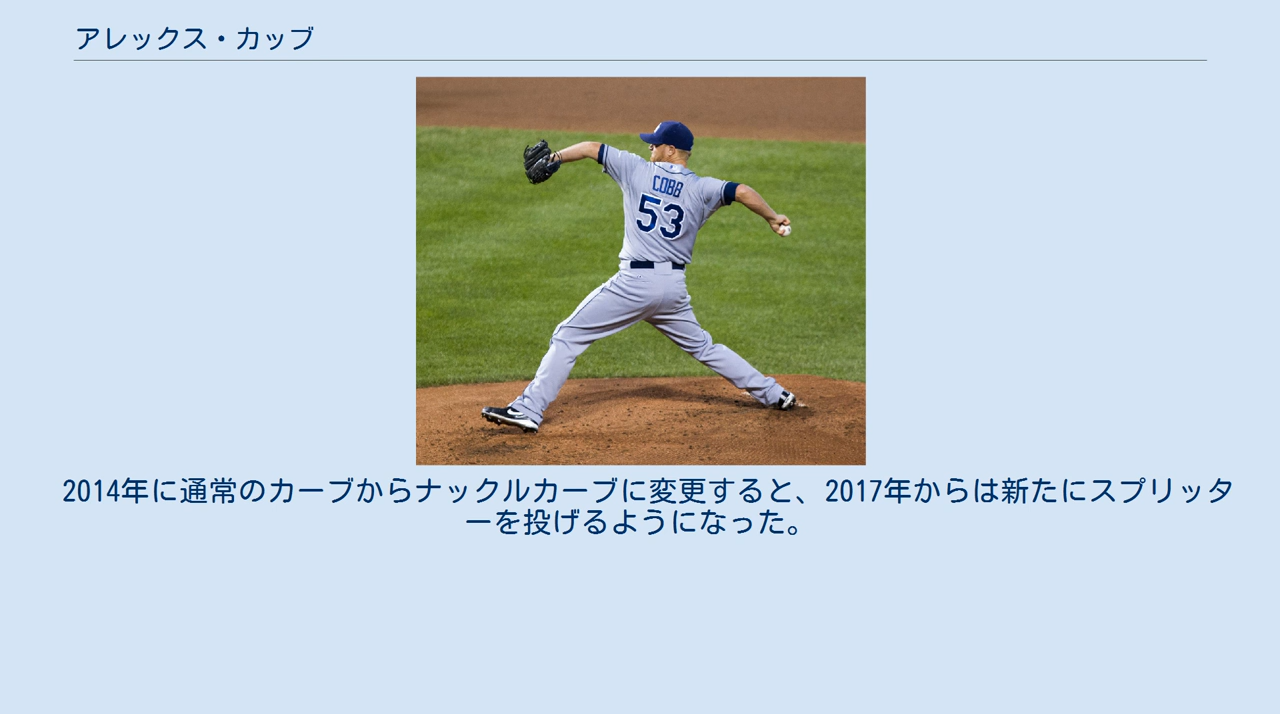 アレックス・カッブ
COBB
53
2014年に通常のカーブからナックルカーブに変更すると、2017年からは新たにスプリッタ
ーを投げるようになった。